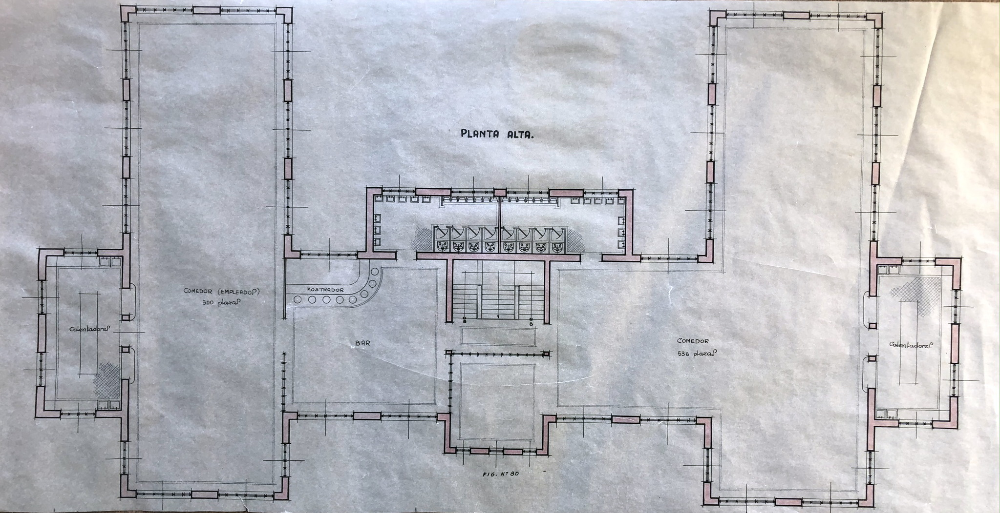 PLANTA ALTA.
COMEDOR (EMPLEADOS)
300 plazas
MOSTRADOR
Calentadores
BAR
B
B
COMEDOR
536 plazas
Calentadores
FIG. Nº 80